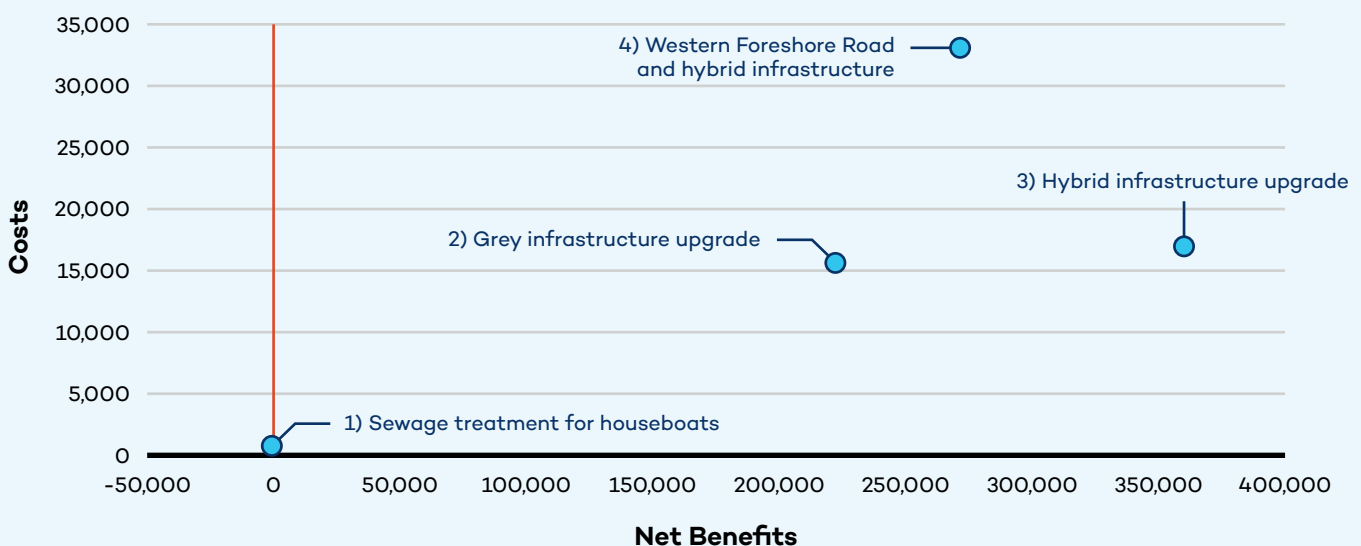 35,000
4) Western Foreshore Road
and hybrid infrastructure
30,000
25,000
3) Hybrid infrastructure upgrade
20,000
2) Grey infrastructure upgrade
15,000
10,000
5,000
1) Sewage treatment for houseboats
0
Costs
-50,000 0 50,000 100,000 150,000 200,000 250,000 300,000 350,000 400,000
Net Benefits